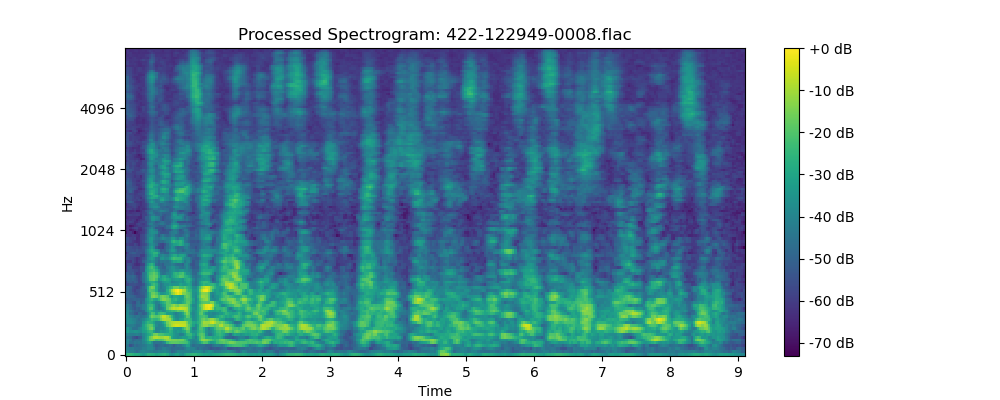 Processed Spectrogram: 422-122949-0008.flac
Hz
4096
2048
1024
512
0
0 1 2 3 4 5 6 7 8 9
Time
+0 dB
-10 dB
-20 dB
-30 dB
-40 dB
-50 dB
-60 dB
-70 dB